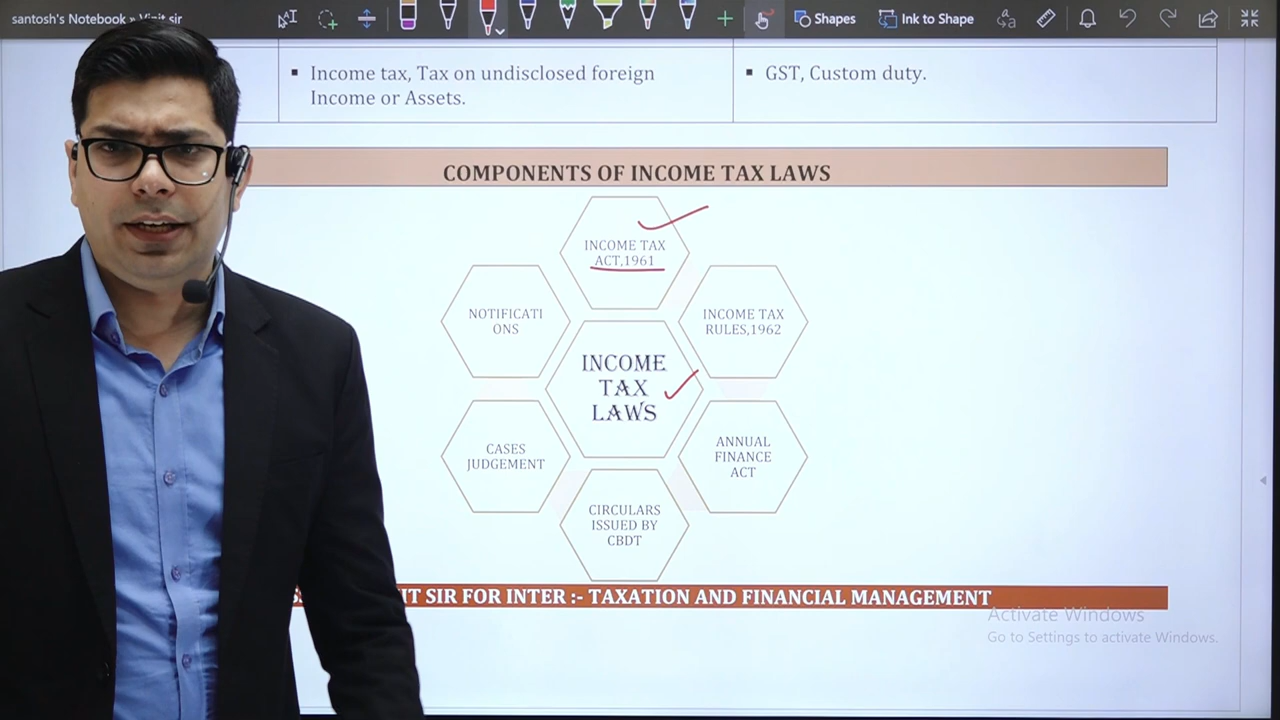 santosh's Notebook » Vinit sir
Shapes
Ink to Shape
▪ Income tax, Tax on undisclosed foreign
Income or Assets.
▪ GST, Custom duty.
COMPONENTS OF INCOME TAX LAWS
INCOME TAX
ACT,1961
NOTIFICATI
ONS
INCOME TAX
RULES,1962
INCOME
TAX
LAWS
CASES
JUDGEMENT
ANNUAL
FINANCE
ACT
CIRCULARS
ISSUED BY
CBDT
SIR FOR INTER :- TAXATION AND FINANCIAL MANAGEMENT
Activate Windows
Go to Settings to activate Windows.